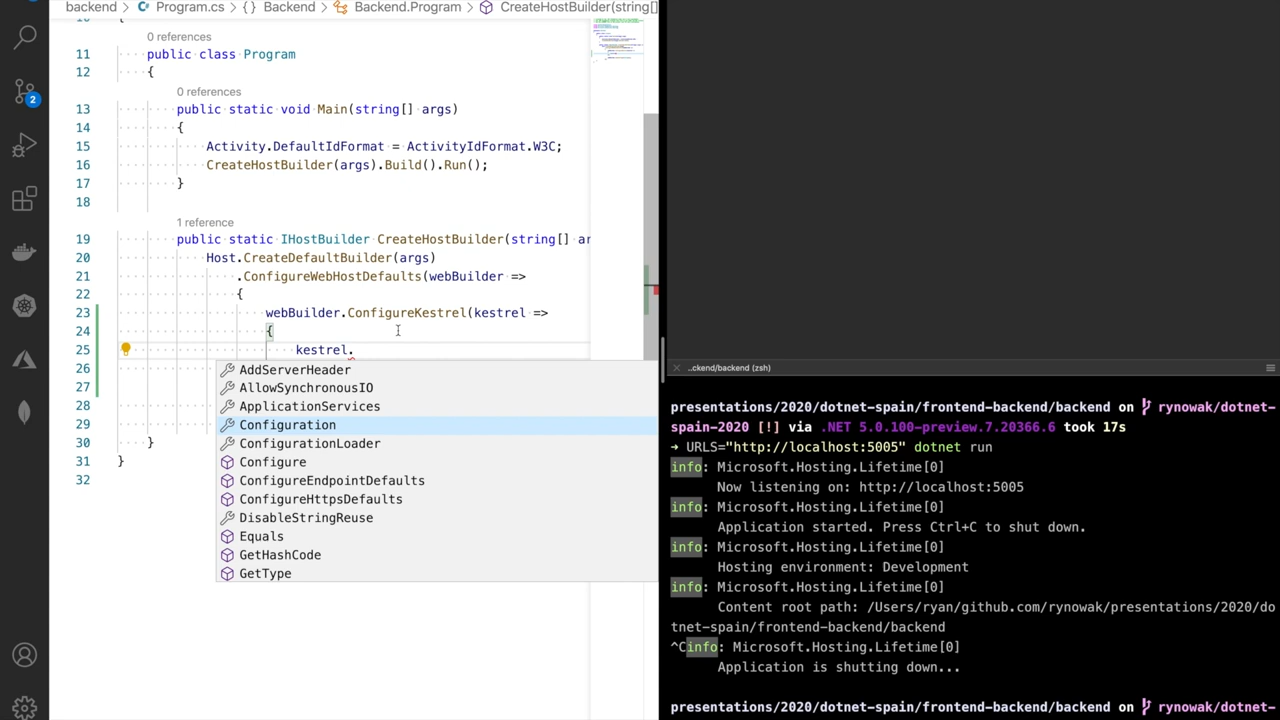 backend › Program.cs › {} Backend › Backend.Program › CreateHostBuilder(string[]
0 references
11 public class Program
12 {
0 references
13 public static void Main(string[] args)
14 {
15 Activity.DefaultIdFormat = ActivityIdFormat.W3C;
16 CreateHostBuilder(args).Build().Run();
17 }
18
1 reference
19 public static IHostBuilder CreateHostBuilder(string[] ar
20 Host.CreateDefaultBuilder(args)
21 .ConfigureWebHostDefaults(webBuilder =>
22 {
23 webBuilder.ConfigureKestrel(kestrel =>
24 {
25 kestrel.
26
27
28
29
30 }
31 }
32
AddServerHeader
AllowSynchronousIO
ApplicationServices
Configuration
ConfigurationLoader
Configure
ConfigureEndpointDefaults
ConfigureHttpsDefaults
DisableStringReuse
Equals
GetHashCode
GetType
2
..ckend/backend (zsh)
presentations/2020/dotnet-spain/frontend-backend/backend on rynowak/dotnet-
spain-2020 [!] via .NET 5.0.100-preview.7.20366.6 took 17s
→ URLS="http://localhost:5005" dotnet run
info: Microsoft.Hosting.Lifetime[0]
Now listening on: http://localhost:5005
info: Microsoft.Hosting.Lifetime[0]
Application started. Press Ctrl+C to shut down.
info: Microsoft.Hosting.Lifetime[0]
Hosting environment: Development
info: Microsoft.Hosting.Lifetime[0]
Content root path: /Users/ryan/github.com/rynowak/presentations/2020/do
tnet-spain/frontend-backend/backend
^Cinfo: Microsoft.Hosting.Lifetime[0]
Application is shutting down...
presentations/2020/dotnet-spain/frontend-backend/backend on rynowak/dotnet-